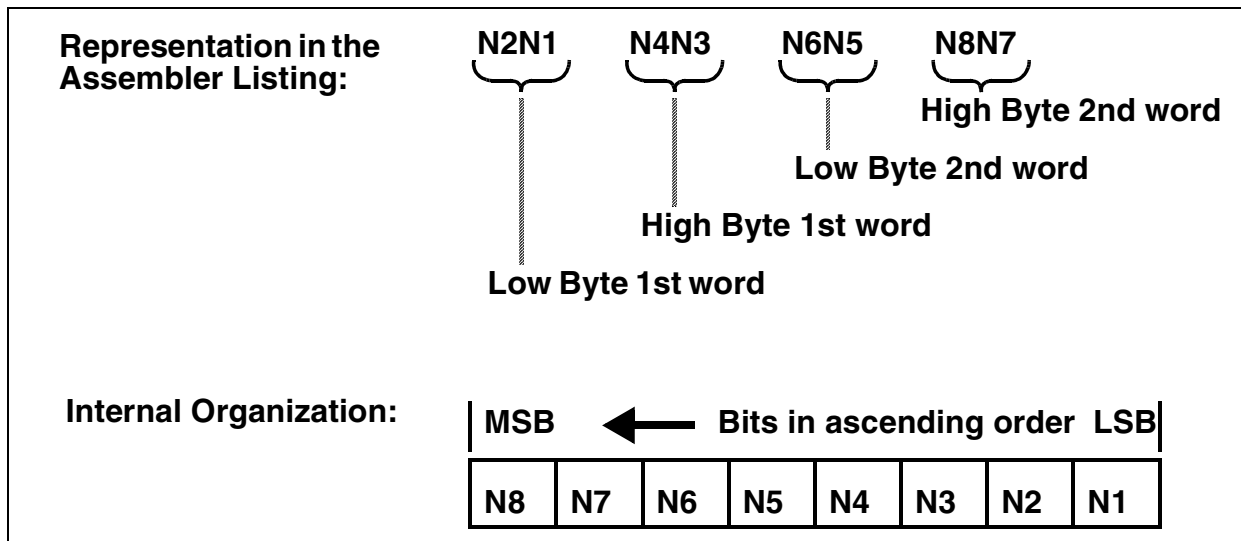 Representation in the
Assembler Listing:
N2N1 N4N3 N6N5 N8N7
High Byte 2nd word
Low Byte 2nd word
High Byte 1st word
Low Byte 1st word
Internal Organization:
MSB Bits in ascending order LSB
N8 N7 N6 N5 N4 N3 N2 N1